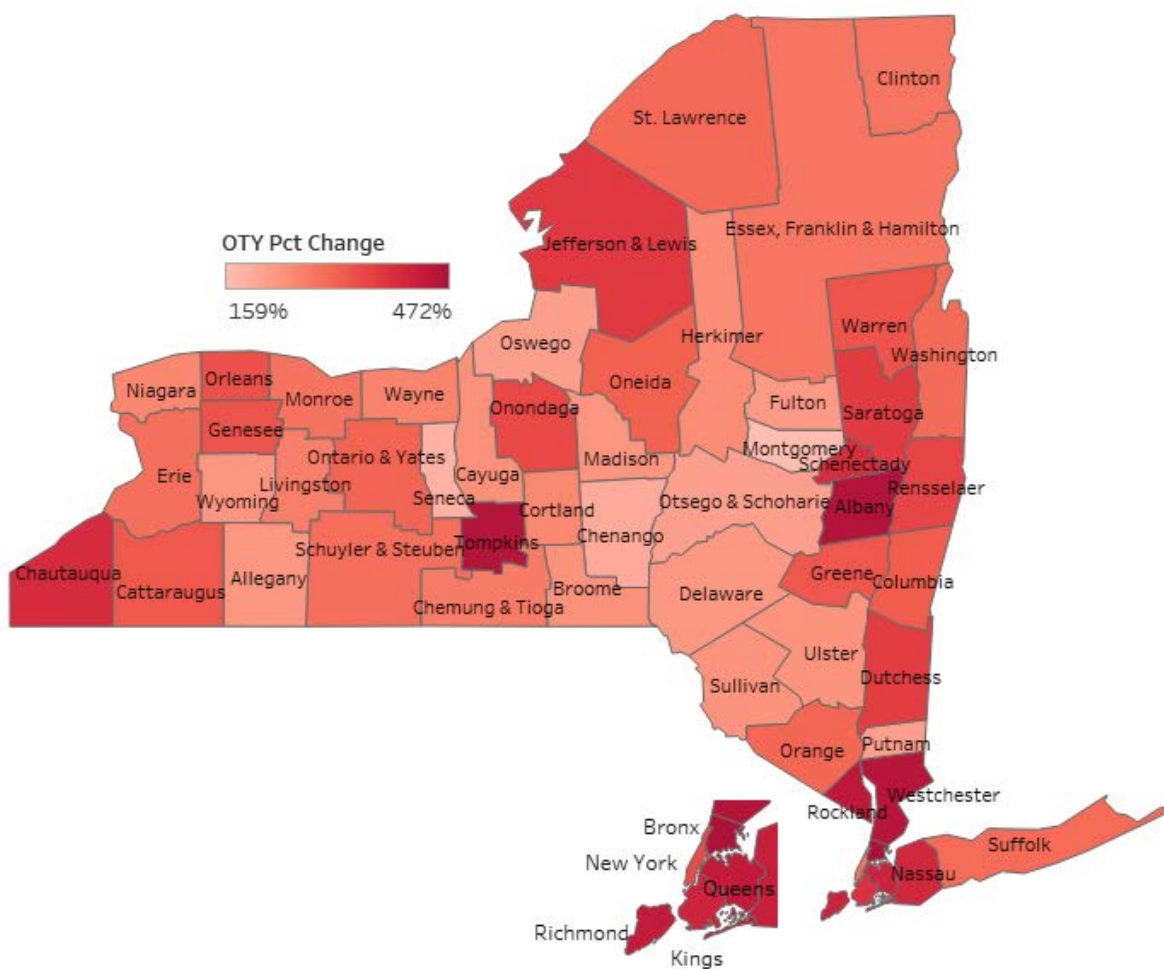 Clinton
St. Lawrence
Essex, Franklin & Hamilton
Jefferson & Lewis
OTY Pct Change
159% 472%
Herkimer
Warren
Washington
Oswego
Oneida
Niagara
Orleans
Monroe
Wayne
Onondaga
Fulton
Saratoga
Genesee
Montgomery
Ontario & Yates
Madison
Schenectady
Erie
Wyoming
Livingston
Seneca
Cayuga
Otsego & Schoharie
Albany
Rensselaer
Cortland
Chenango
Schuyler & Steuben
Tompkins
Chautauqua
Cattaraugus
Allegany
Greene
Columbia
Chemung & Tioga
Broome
Delaware
Ulster
Dutchess
Sullivan
Orange
Putnam
Westchester
Rockland
Bronx
Suffolk
New York
Nassau
Queens
Richmond
Kings